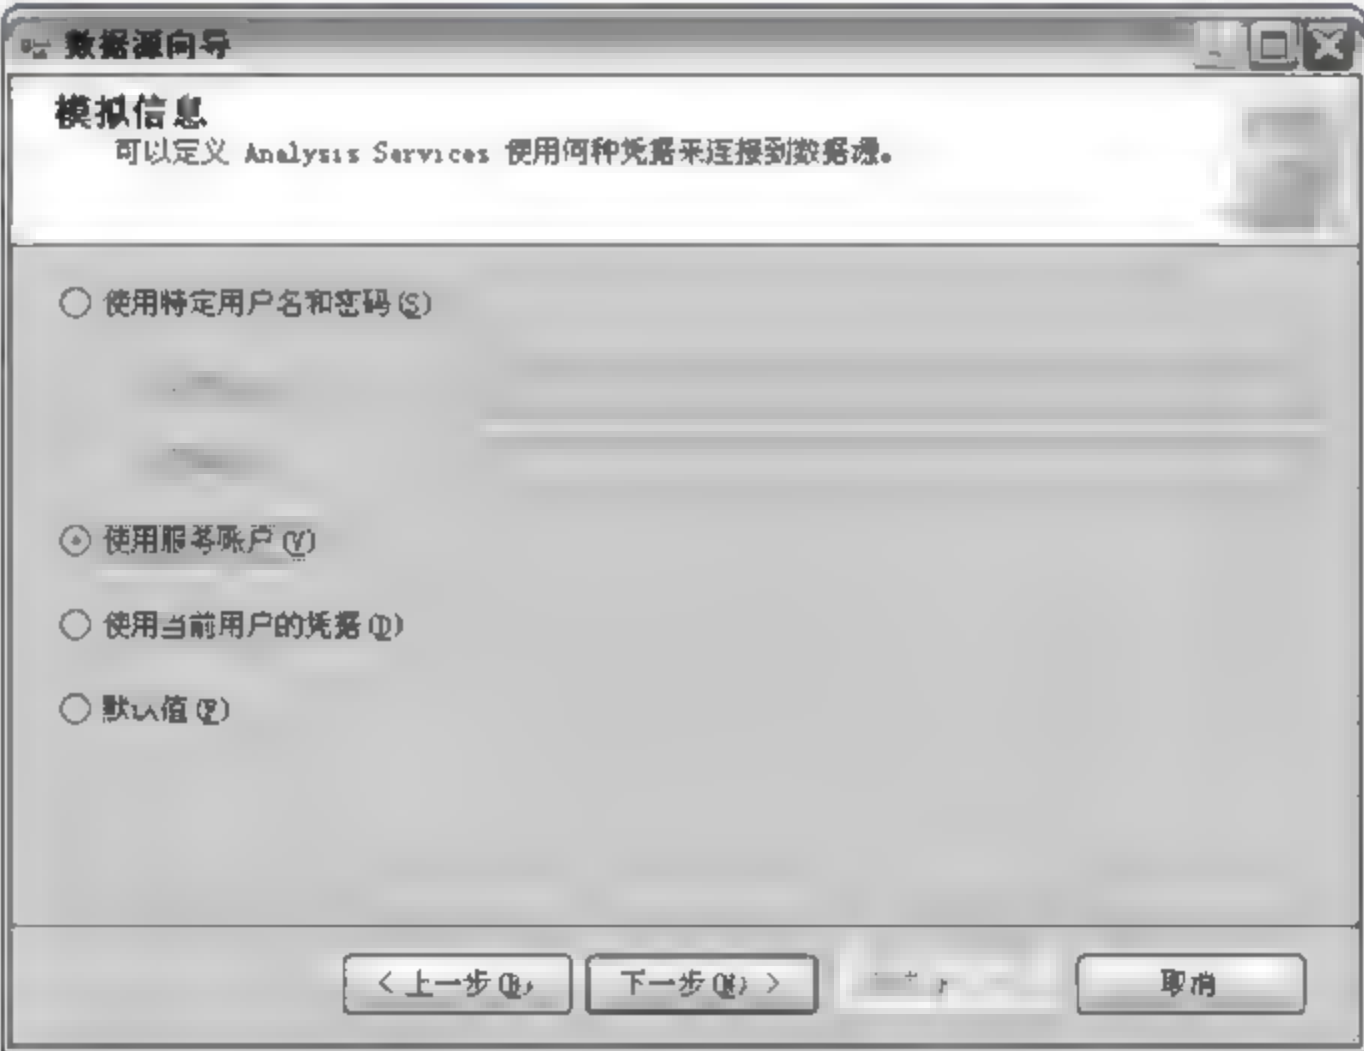 数据源向导
模拟信息
可以定义 Analysis Services 使用何种凭据来连接到数据源。
使用特定用户名和密码(S)
使用服务账户(V)
使用当前用户的凭据
默认值
< 上一步(B)
下一步(N) >
取消